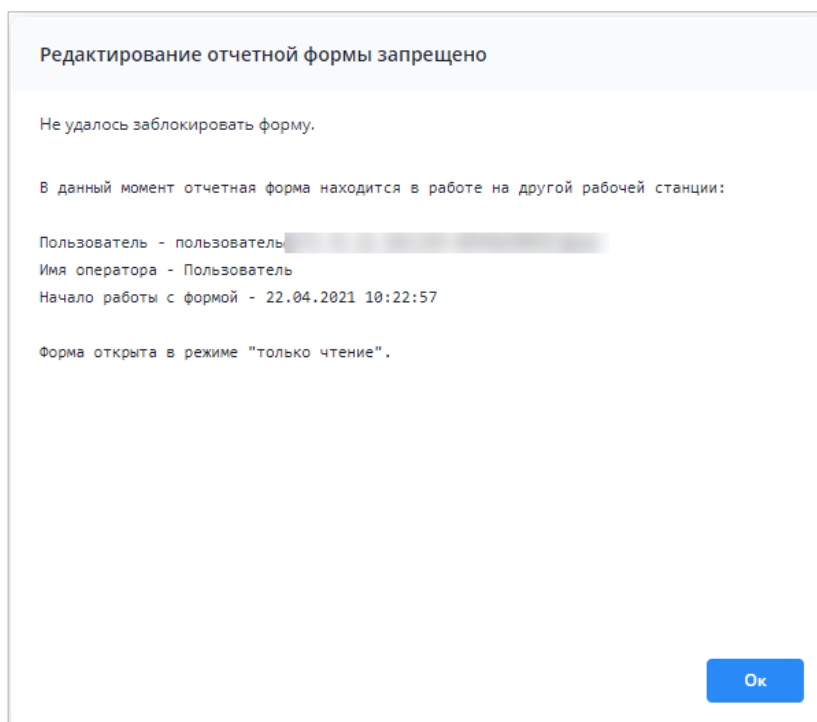 Редактирование отчетной формы запрещено
Не удалось заблокировать форму.
В данный момент отчетная форма находится в работе на другой рабочей станции:
Пользователь - пользователь
Имя оператора - Пользователь
Начало работы с формой - 22.04.2021 10:22:57
Форма открыта в режиме "только чтение".
Ок